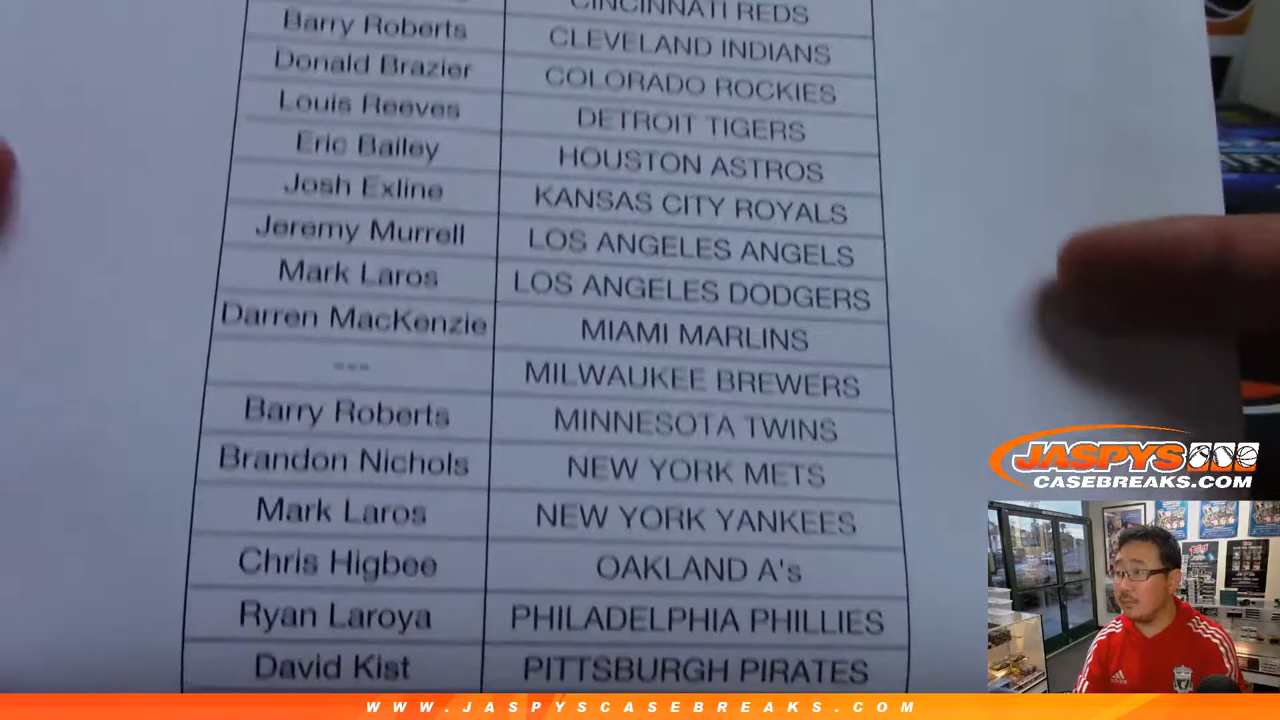 CINCINNATI REDS
Barry Roberts CLEVELAND INDIANS
Donald Brazier COLORADO ROCKIES
Louis Reeves DETROIT TIGERS
Eric Bailey HOUSTON ASTROS
Josh Exline KANSAS CITY ROYALS
Jeremy Murrell LOS ANGELES ANGELS
Mark Laros LOS ANGELES DODGERS
Darren MacKenzie MIAMI MARLINS
--- MILWAUKEE BREWERS
Barry Roberts MINNESOTA TWINS
Brandon Nichols NEW YORK METS
Mark Laros NEW YORK YANKEES
Chris Higbee OAKLAND A's
Ryan Laroya PHILADELPHIA PHILLIES
David Kist PITTSBURGH PIRATES
JASPYS
CASEBREAKS.COM
WWW.JASPYSCASEBREAKS.COM